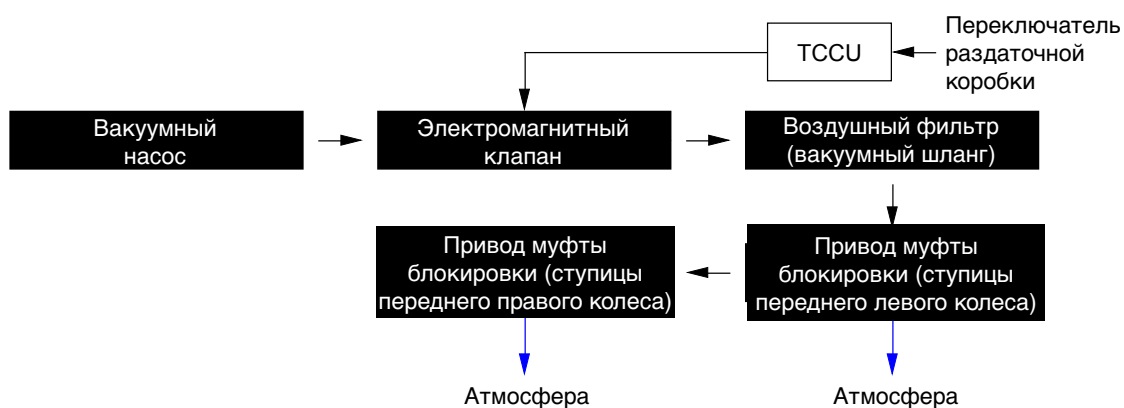 Переключатель
раздаточной
коробки
TCCU
Вакуумный
насос
Электромагнитный
клапан
Воздушный фильтр
(вакуумный шланг)
Привод муфты
блокировки (ступицы
переднего правого колеса)
Привод муфты
блокировки (ступицы
переднего левого колеса)
Атмосфера
Атмосфера